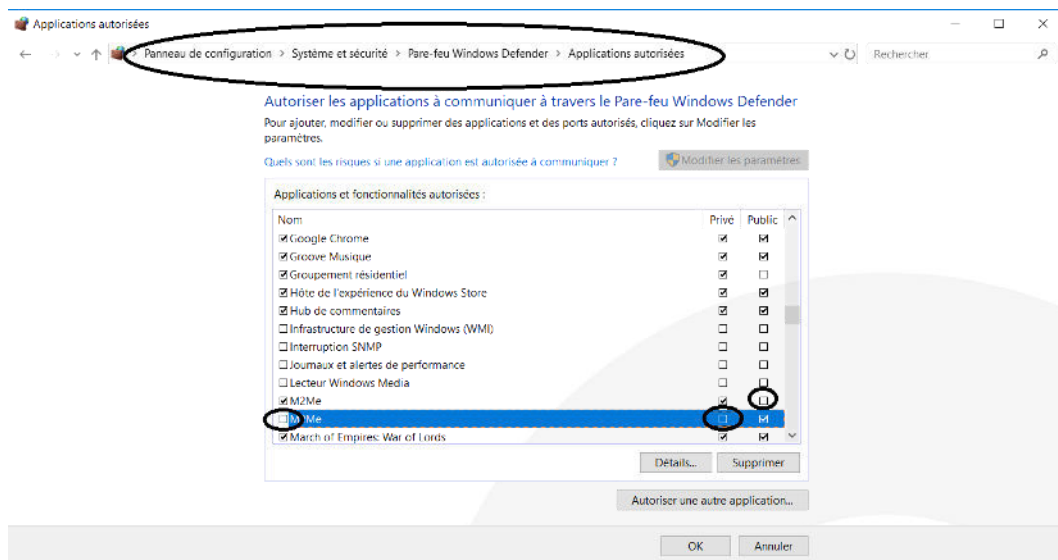 Applications autorisées
Panneau de configuration > Système et sécurité > Pare-feu Windows Defender > Applications autorisées
Rechercher
Autoriser les applications à communiquer à travers le Pare-feu Windows Defender
Pour ajouter, modifier ou supprimer des applications et des ports autorisés, cliquez sur Modifier les
paramètres.
Quels sont les risques si une application est autorisée à communiquer ?
Modifier les paramètres
Applications et fonctionnalités autorisées :
Nom Privé Public
Google Chrome
Groove Musique
Groupement résidentiel
Hôte de l'expérience du Windows Store
Hub de commentaires
Infrastructure de gestion Windows (WMI)
Interruption SNMP
Journaux et alertes de performance
Lecteur Windows Media
M2Me
M2Me
March of Empires: War of Lords
Détails... Supprimer
Autoriser une autre application...
OK Annuler